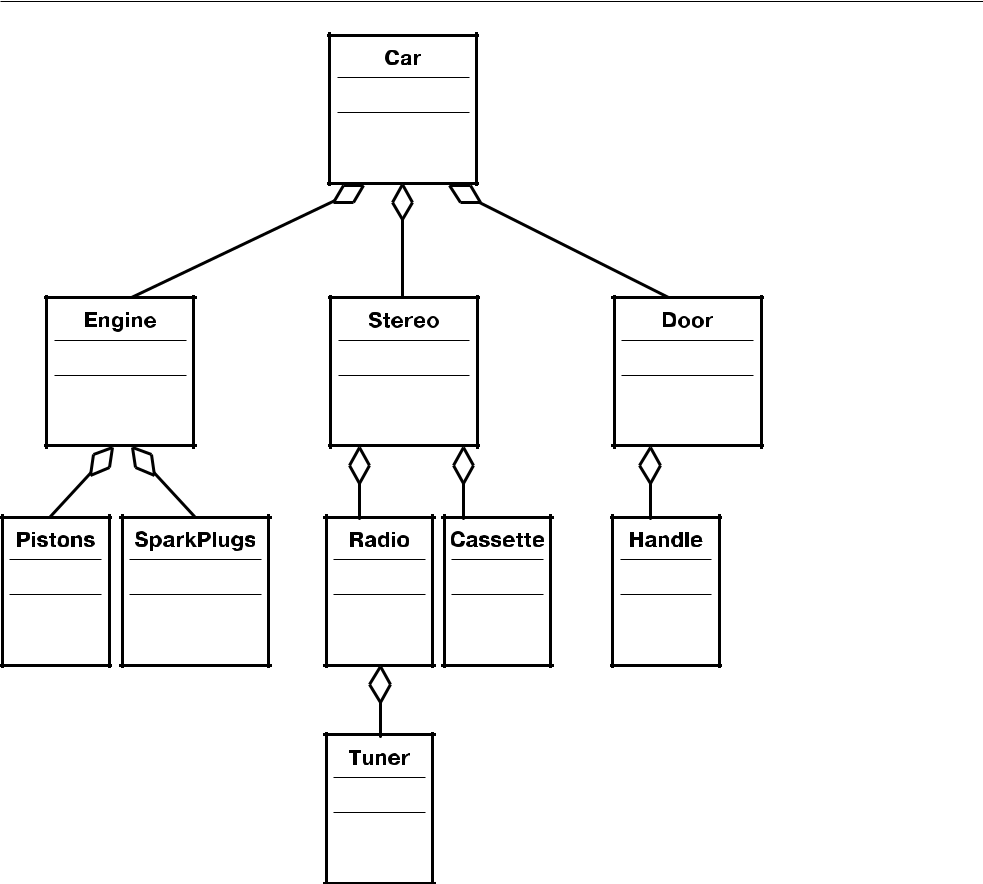 Car
Engine
Stereo
Door
Pistons
SparkPlugs
Radio
Cassette
Handle
Tuner